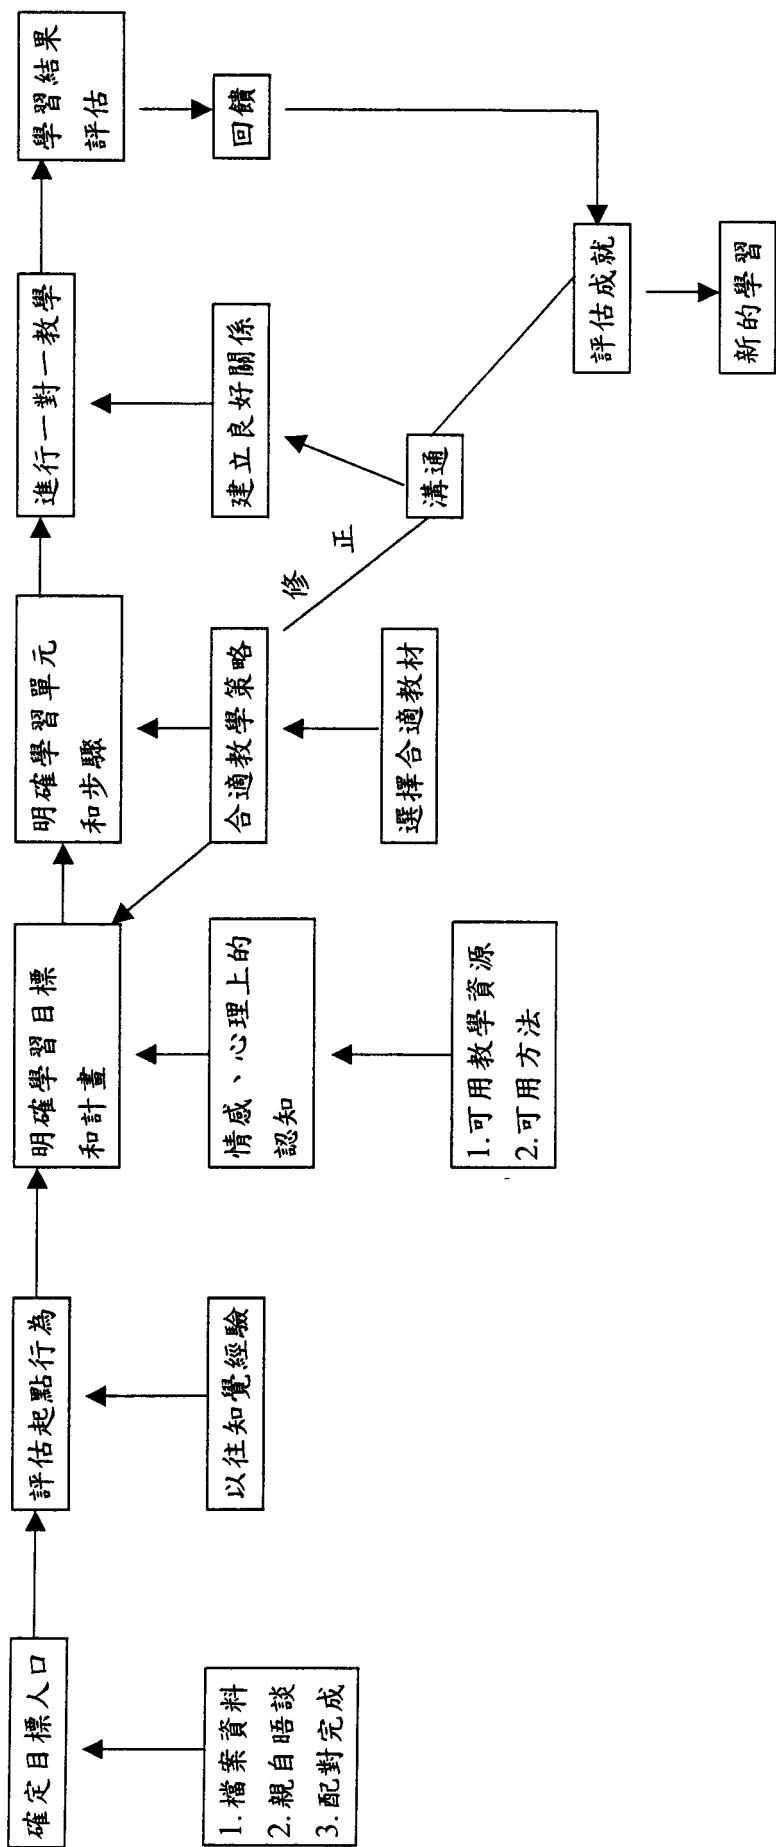 確定目標人口
評估起點行為
明確學習目標
和計畫
明確學習單元
和步驟
進行一對一教學
學習結果
評估
1.檔案資料
2.親自晤談
3.配對完成
以往知覺經驗
情感、心理上的
認知
合適教學策略
建立良好關係
回饋
修
正
1.可用教學資源
2.可用方法
選擇合適教材
溝通
評估成就
新的學習